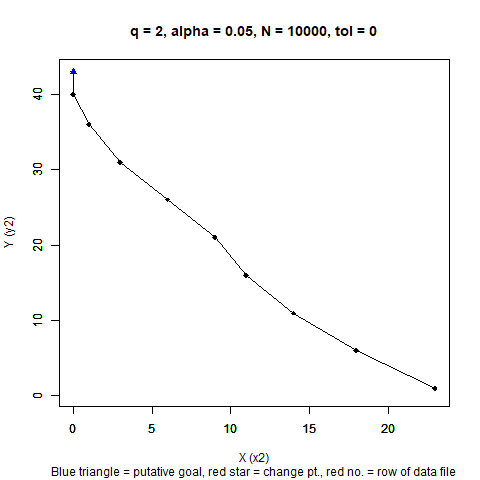 q = 2, alpha = 0.05, N = 10000, tol = 0
Y (y2)
40
30
20
10
0
0 5 10 15 20
X (x2)
Blue triangle = putative goal, red star = change pt., red no. = row of data file